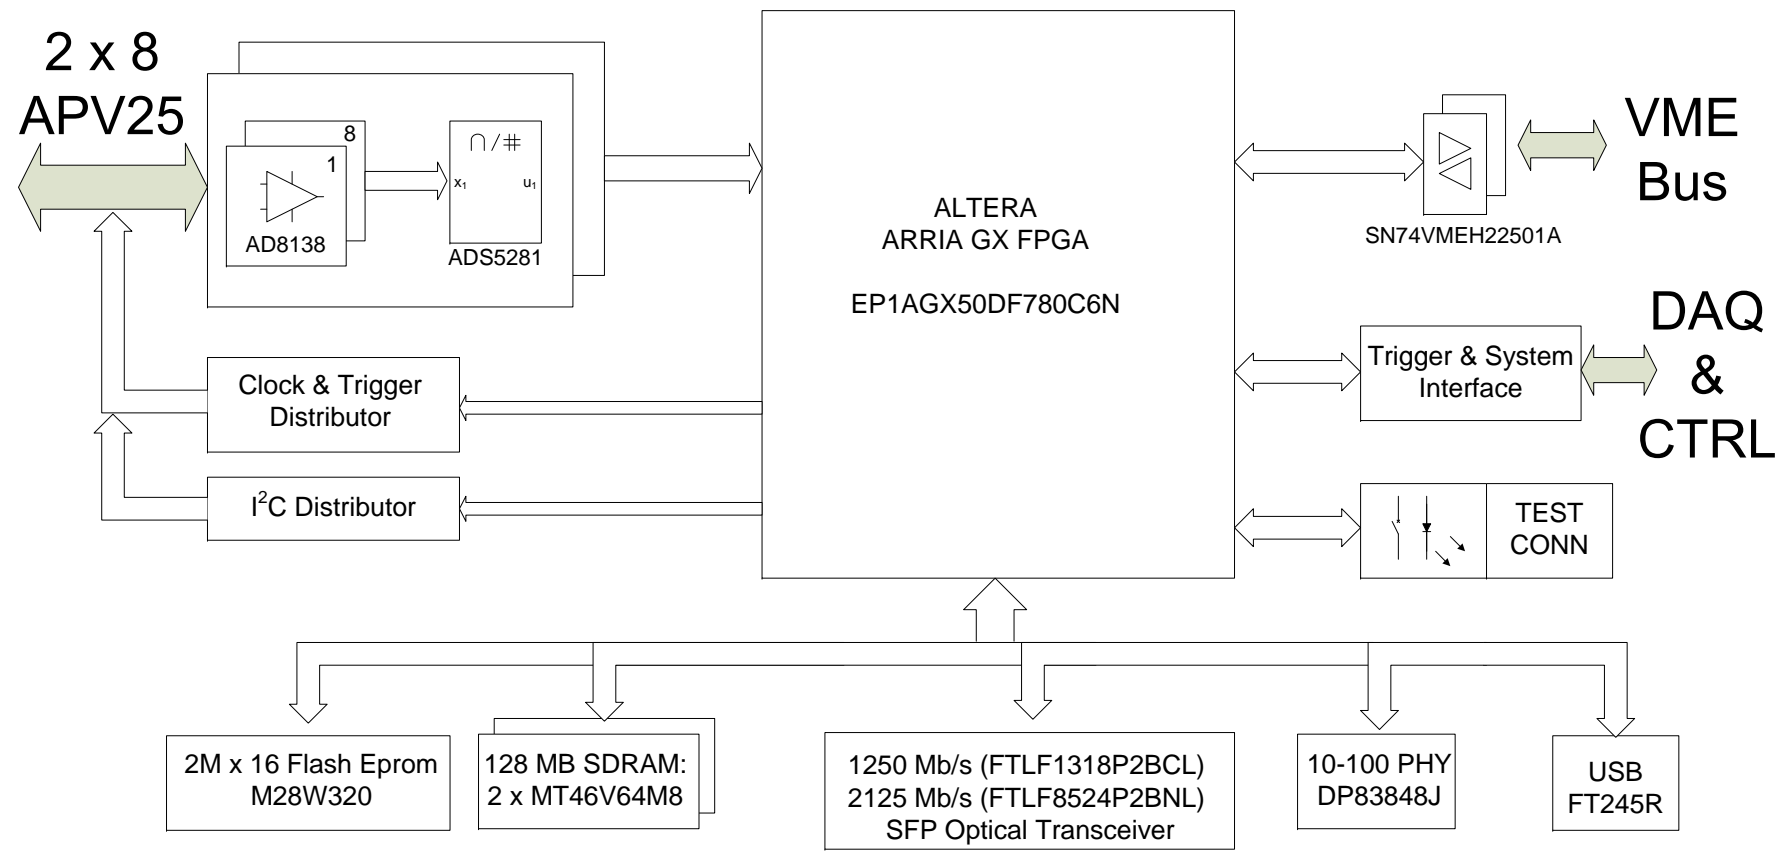 2 x 8
APV25
8
1
AD8138
∩/#
x1
u1
ADS5281
ALTERA
ARRIA GX FPGA
EP1AGX50DF780C6N
SN74VMEH22501A
VME
Bus
Clock & Trigger
Distributor
I²C Distributor
Trigger & System
Interface
DAQ
&
CTRL
TEST
CONN
2M x 16 Flash Eprom
M28W320
128 MB SDRAM:
2 x MT46V64M8
1250 Mb/s (FTLF1318P2BCL)
2125 Mb/s (FTLF8524P2BNL)
SFP Optical Transceiver
10-100 PHY
DP83848J
USB
FT245R